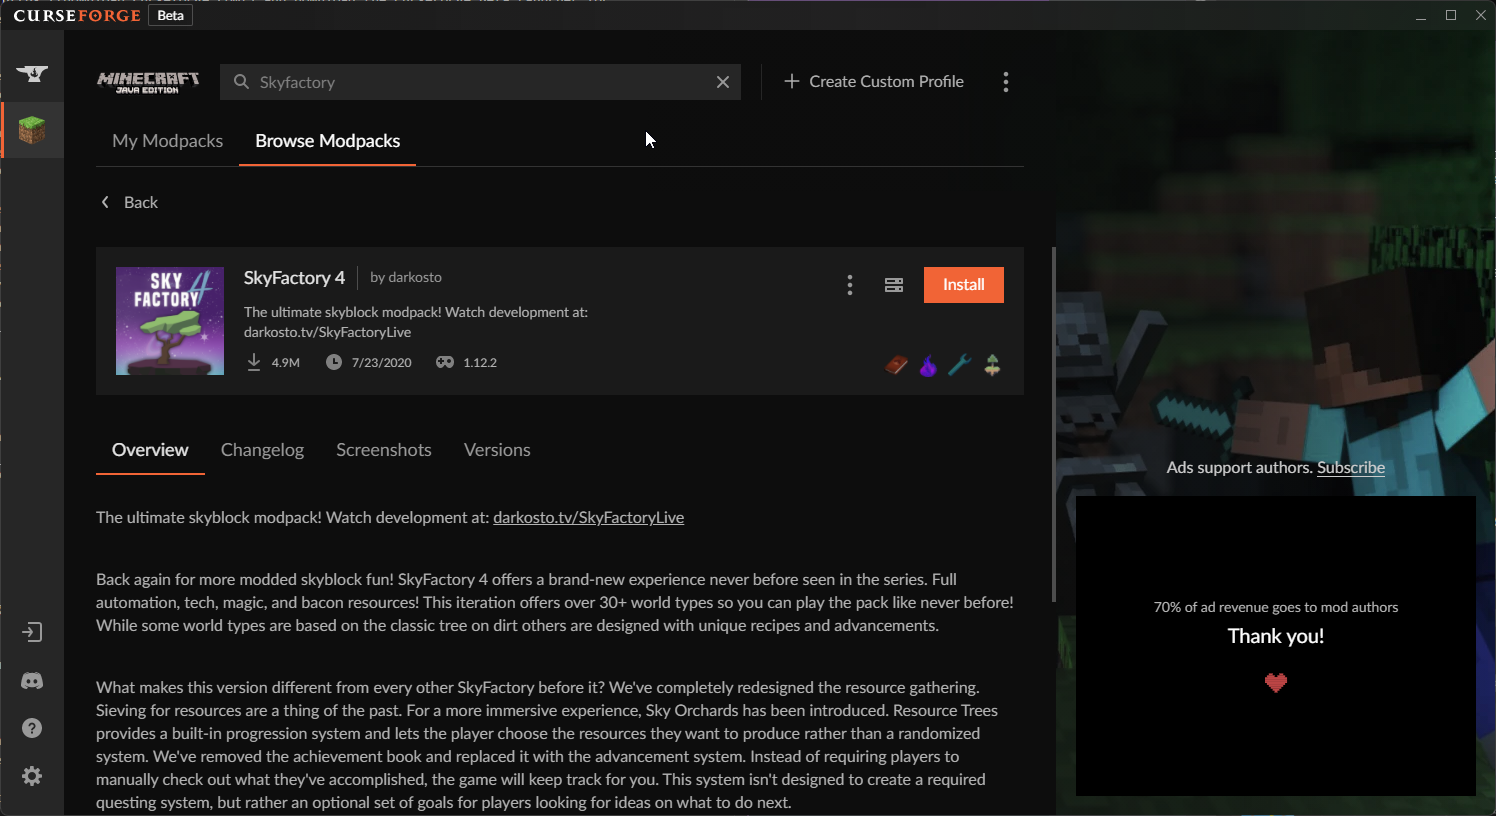 CURSEFORGE Beta
MINECRAFT
JAVA EDITION
Skyfactory
Create Custom Profile
My Modpacks
Browse Modpacks
Back
SKY
FACTORY 4
SkyFactory 4
by darkosto
Install
The ultimate skyblock modpack! Watch development at:
darkosto.tv/SkyFactoryLive
4.9M
7/23/2020
1.12.2
Overview
Changelog
Screenshots
Versions
The ultimate skyblock modpack! Watch development at: darkosto.tv/SkyFactoryLive
Back again for more modded skyblock fun! SkyFactory 4 offers a brand-new experience never before seen in the series. Full
automation, tech, magic, and bacon resources! This iteration offers over 30+ world types so you can play the pack like never before!
While some world types are based on the classic tree on dirt others are designed with unique recipes and advancements.
What makes this version different from every other SkyFactory before it? We've completely redesigned the resource gathering.
Sieving for resources are a thing of the past. For a more immersive experience, Sky Orchards has been introduced. Resource Trees
provides a built-in progression system and lets the player choose the resources they want to produce rather than a randomized
system. We've removed the achievement book and replaced it with the advancement system. Instead of requiring players to
manually check out what they've accomplished, the game will keep track for you. This system isn't designed to create a required
questing system, but rather an optional set of goals for players looking for ideas on what to do next.
Ads support authors. Subscribe
70% of ad revenue goes to mod authors
Thank you!